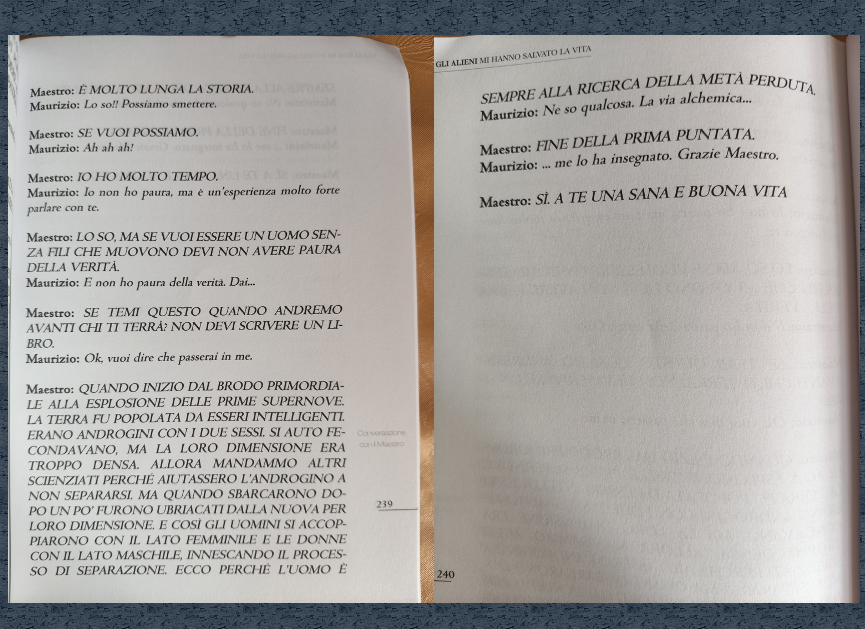 Maestro: È MOLTO LUNGA LA STORIA.
Maurizio: Lo so!! Possiamo smettere.
Maestro: SE VUOI POSSIAMO.
Maurizio: Ah ah ah!
Maestro: IO HO MOLTO TEMPO.
Maurizio: Io non ho paura, ma è un'esperienza molto forte
parlare con te.
Maestro: LO SO, MA SE VUOI ESSERE UN UOMO SEN-
ZA FILI CHE MUOVONO DEVI NON AVERE PAURA
DELLA VERITÀ.
Maurizio: E non ho paura della verità. Dai...
Maestro: SE TEMI QUESTO QUANDO ANDREMO
AVANTI CHI TI TERRÀ? NON DEVI SCRIVERE UN LI-
BRO.
Maurizio: Ok, vuoi dire che passerai in me.
Maestro: QUANDO INIZIO DAL BRODO PRIMORDIA-
LE ALLA ESPLOSIONE DELLE PRIME SUPERNOVE.
LA TERRA FU POPOLATA DA ESSERI INTELLIGENTI.
ERANO ANDROGINI CON I DUE SESSI. SI AUTO FE-
CONDAVANO, MA LA LORO DIMENSIONE ERA
TROPPO DENSA. ALLORA MANDAMMO ALTRI
SCIENZIATI PERCHÉ AIUTASSERO L'ANDROGINO A
NON SEPARARSI. MA QUANDO SBARCARONO DO-
PO UN PO' FURONO UBRIACATI DALLA NUOVA PER
LORO DIMENSIONE. E COSÌ GLI UOMINI SI ACCOP-
PIARONO CON IL LATO FEMMINILE E LE DONNE
CON IL LATO MASCHILE, INNESCANDO IL PROCES-
SO DI SEPARAZIONE. ECCO PERCHÉ L'UOMO È
Conversazione
con il Maestro
239
GLI ALIENI MI HANNO SALVATO LA VITA
SEMPRE ALLA RICERCA DELLA METÀ PERDUTA.
Maurizio: Ne so qualcosa. La via alchemica...
Maestro: FINE DELLA PRIMA PUNTATA.
Maurizio: ... me lo ha insegnato. Grazie Maestro.
Maestro: SÌ. A TE UNA SANA E BUONA VITA
240